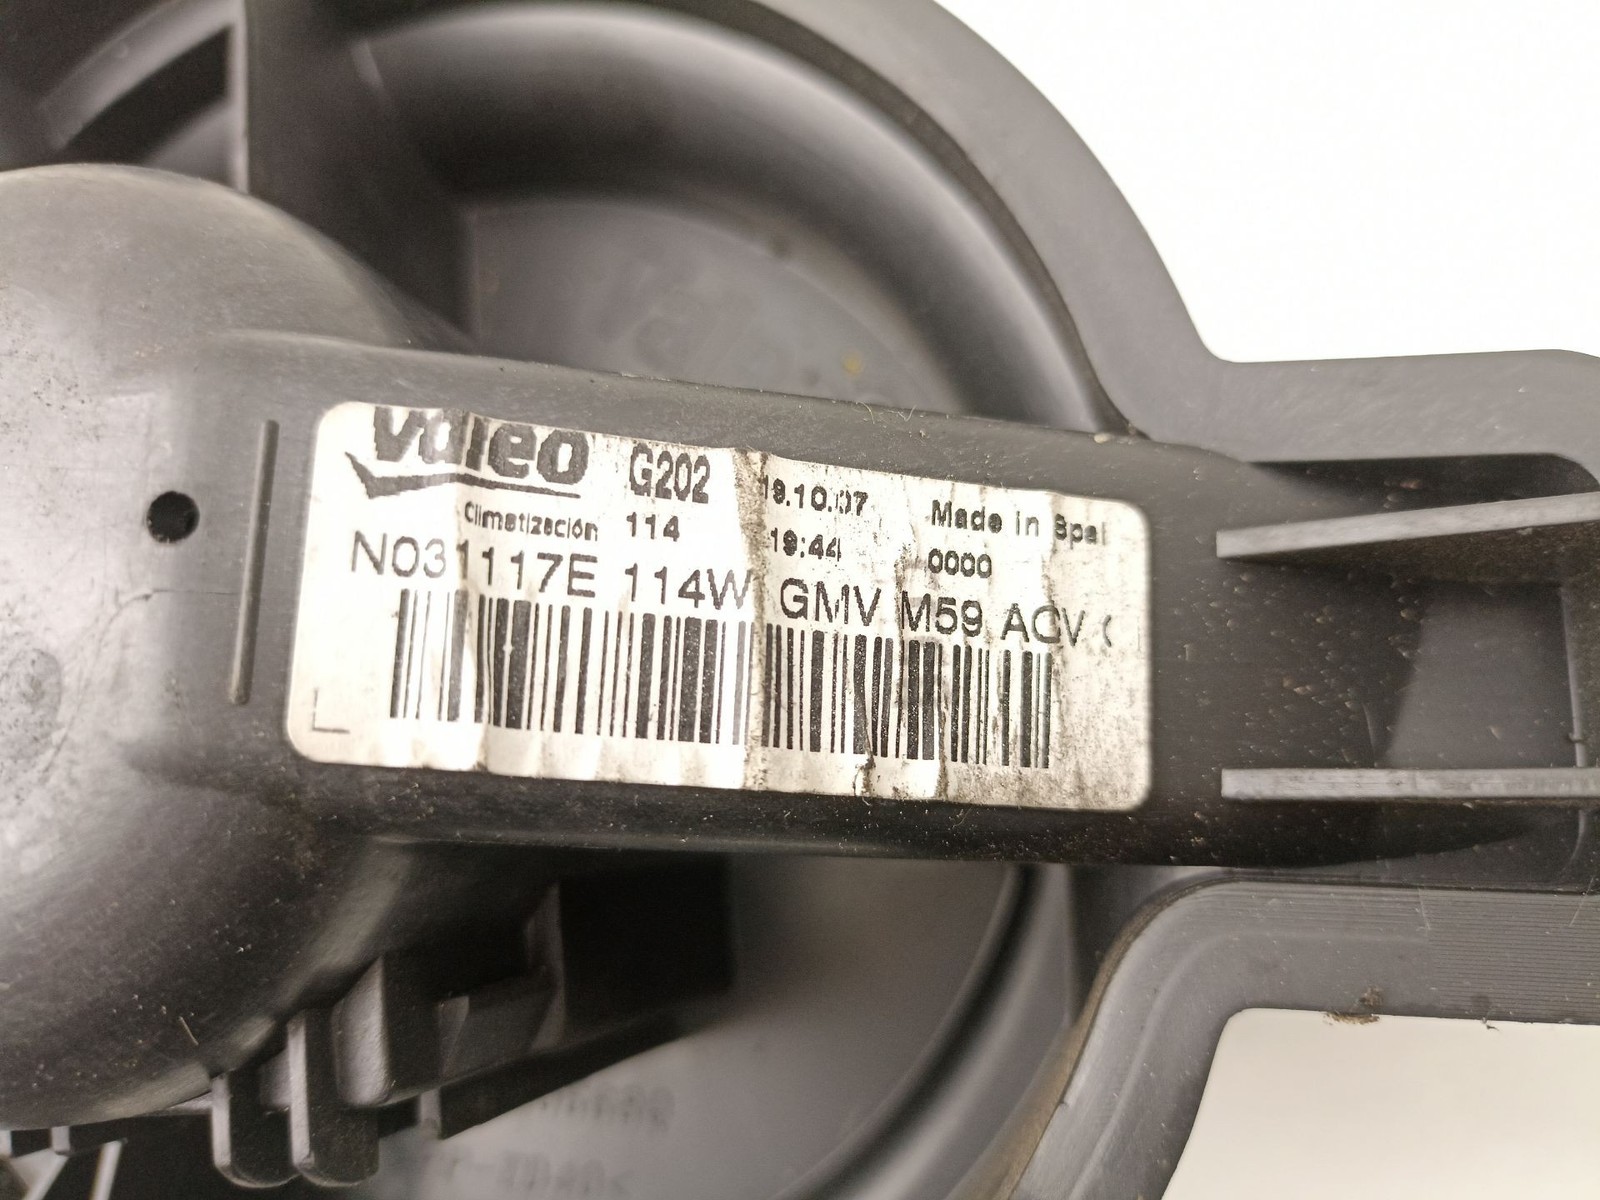 Valeo G202 19.10.07 Made in Spai
Climatización 114 19:44 0000
N031117E 114W GMV M59 ACV (
L